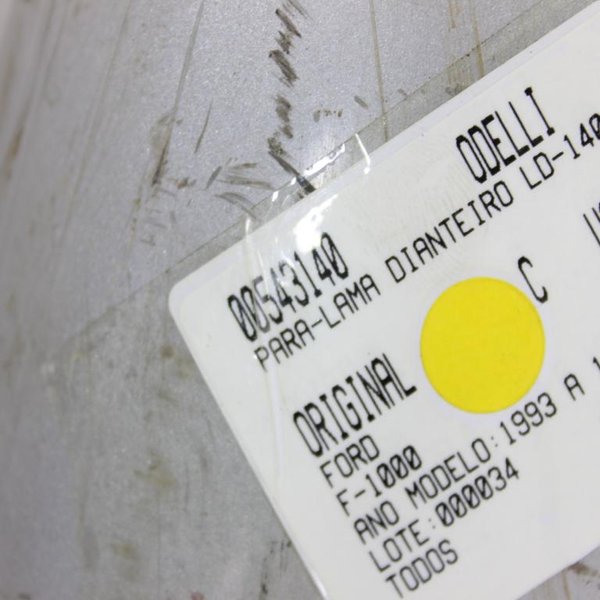 ODELLI
00543140
PARA-LAMA DIANTEIRO LD-140
C
ORIGINAL
FORD
F-1000
ANO MODELO:1993 A
LOTE:000034
TODOS